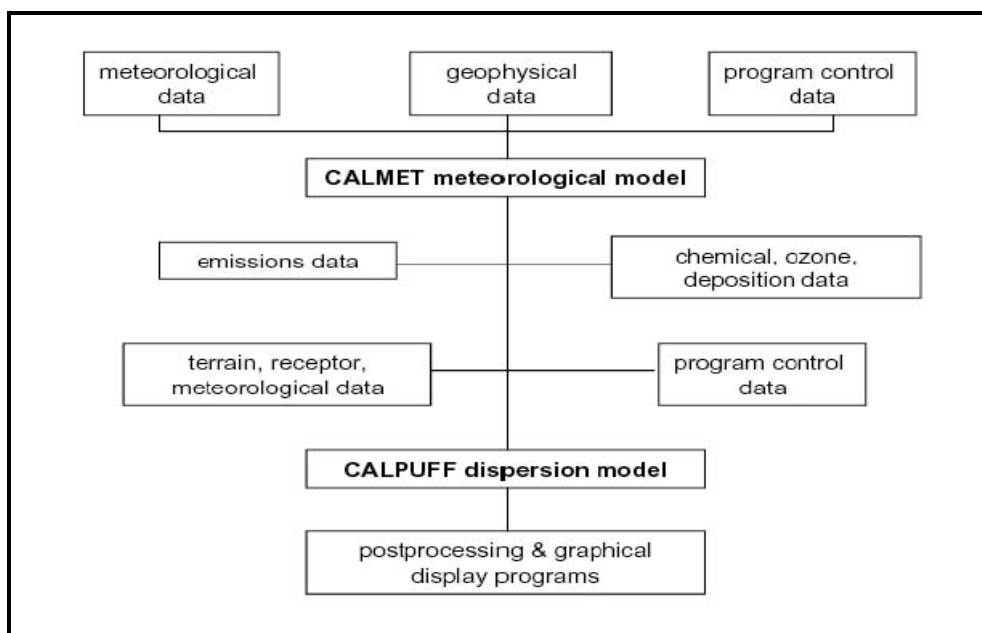 meteorological
data
geophysical
data
program control
data
CALMET meteorological model
emissions data
chemical, ozone,
deposition data
terrain, receptor,
meteorological data
program control
data
CALPUFF dispersion model
postprocessing & graphical
display programs